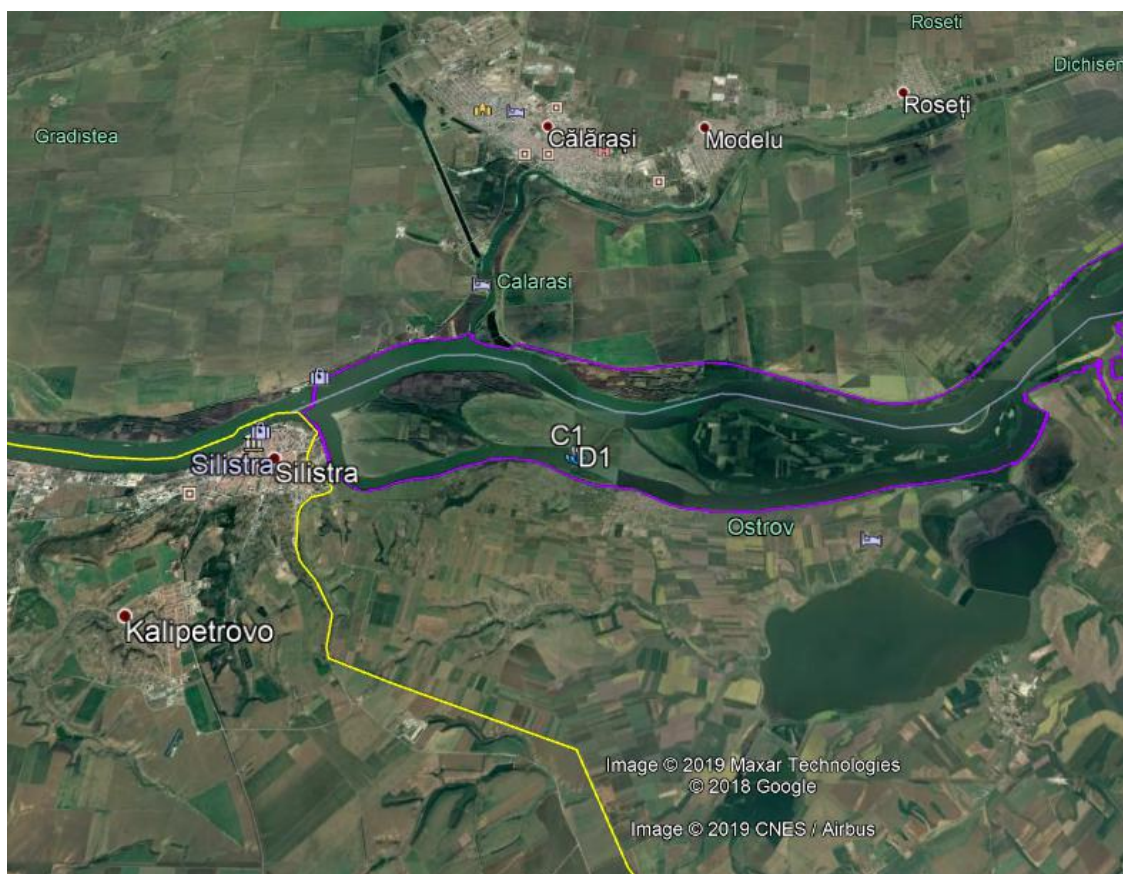 Roseti
Dichisen
Roseți
Gradistea
Călărași
Modelu
Calarasi
C1
D1
Silistra
Silistra
Ostrov
Kalipetrovo
Image © 2019 Maxar Technologies
© 2018 Google
Image © 2019 CNES / Airbus